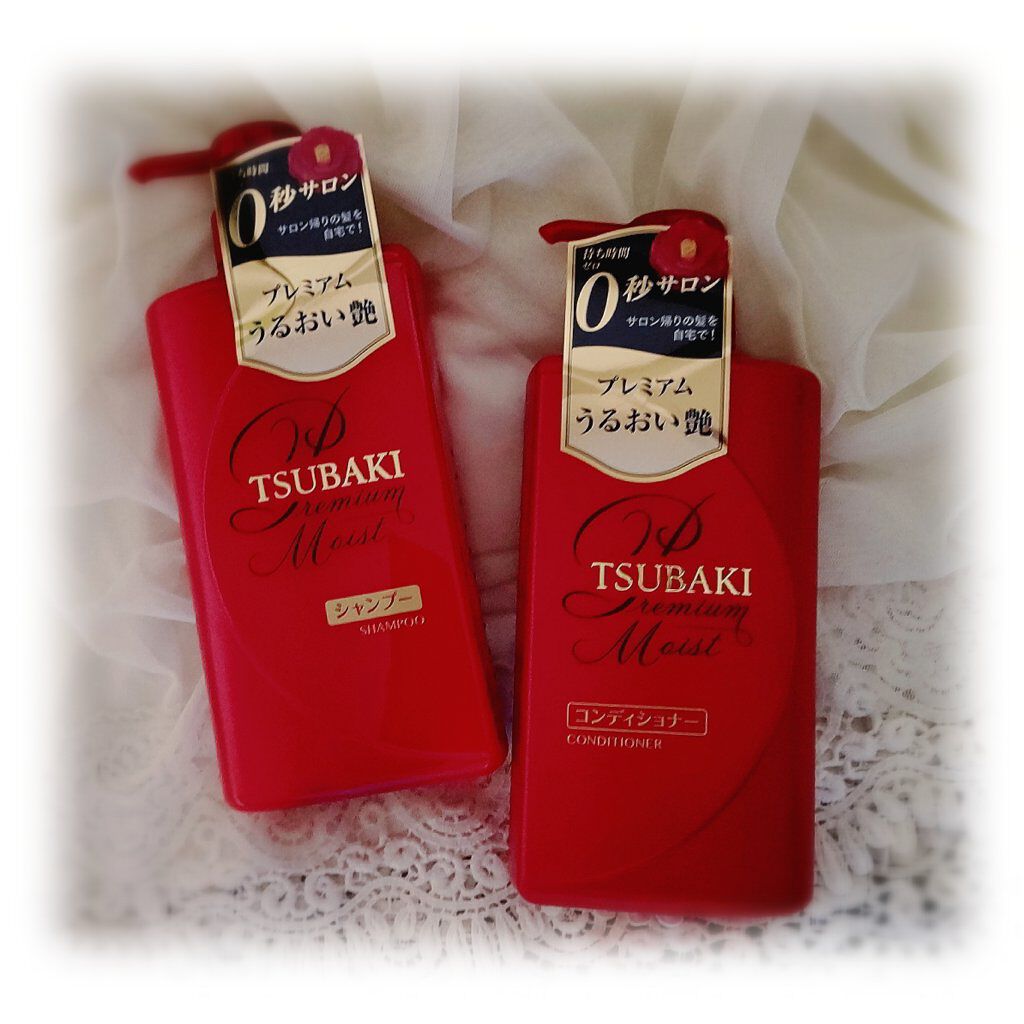 ち時間
0秒サロン
サロン帰りの髪を
自宅で!
プレミアム
うるおい艶
TSUBAKI
Premium
Moist
シャンプー
SHAMPOO
待ち時間
ゼロ
0秒サロン
サロン帰りの髪を
自宅で!
プレミアム
うるおい艶
TSUBAKI
Premium
Moist
コンディショナー
CONDITIONER